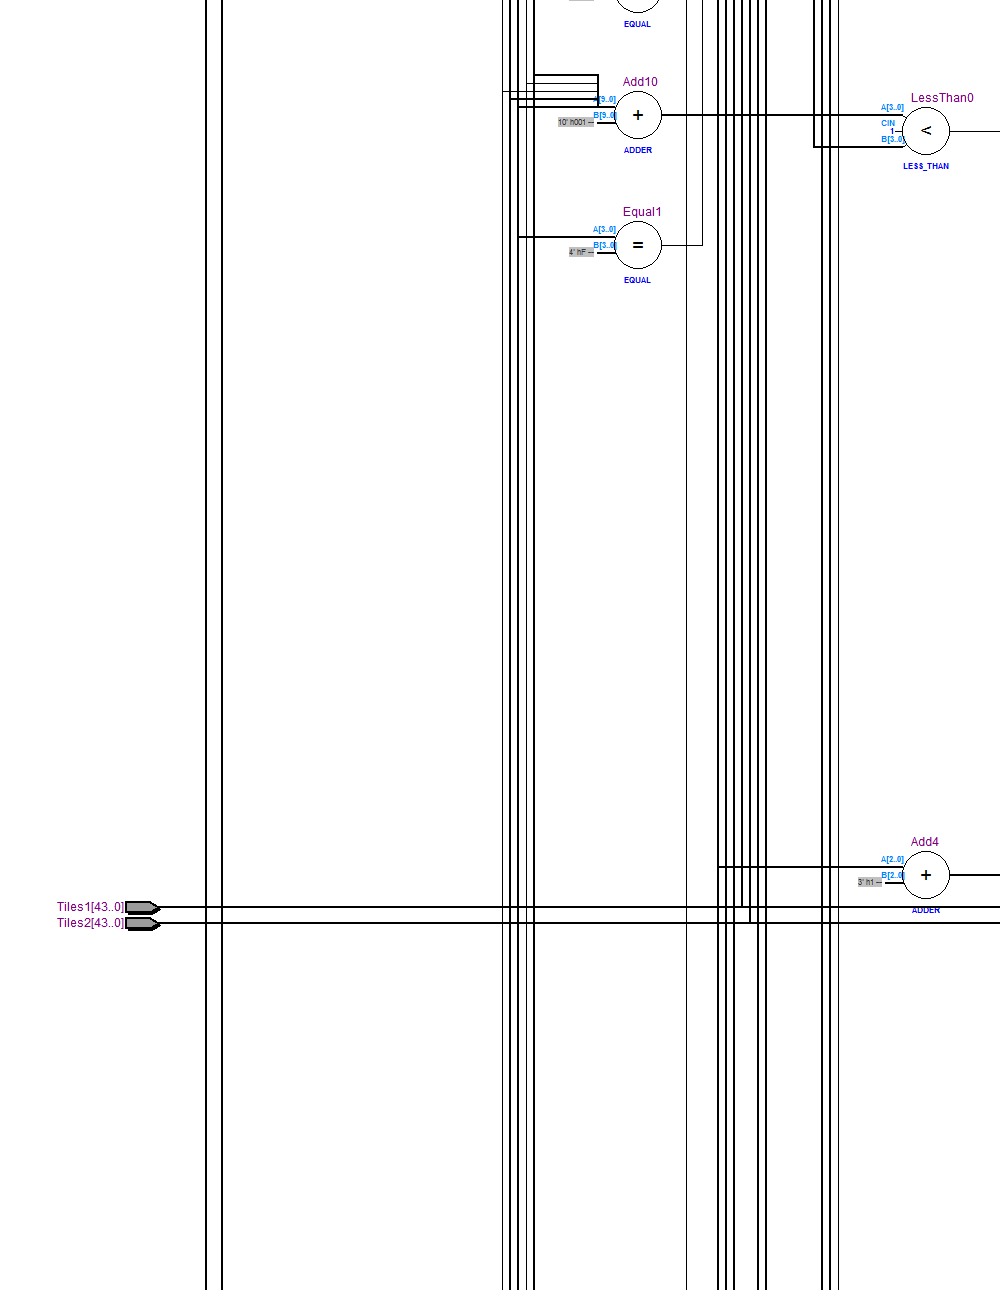 EQUAL
Add10
A[9..0]
B[9..0]
10' h001 --
+
ADDER
LessThan0
A[3..0]
CIN
1
B[3..0]
<
LESS_THAN
Equal1
A[3..0]
B[3..0]
4' hF --
=
EQUAL
Add4
A[2..0]
B[2..0]
3' h1 --
+
ADDER
Tiles1[43..0]
Tiles2[43..0]